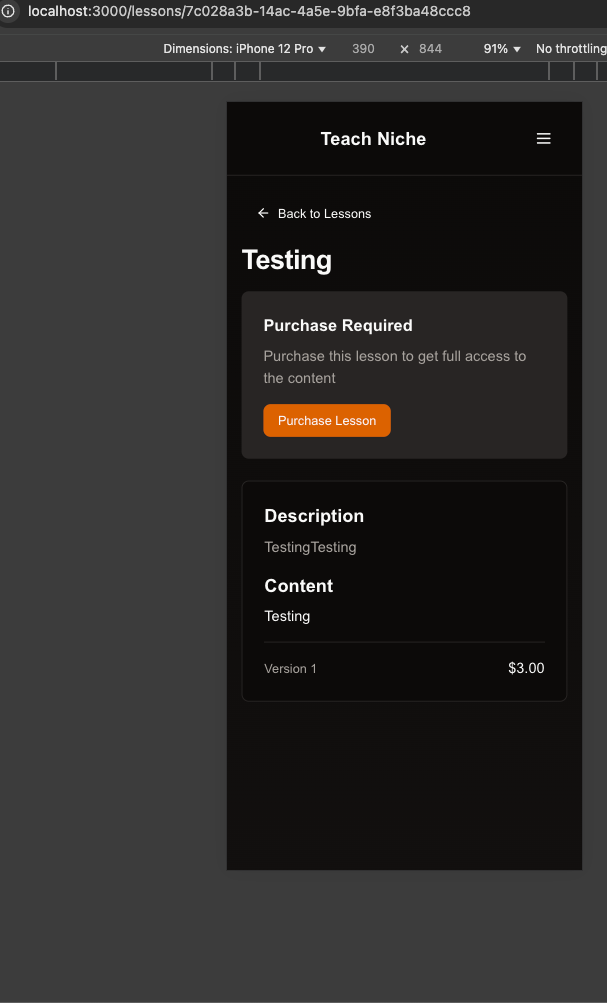 localhost:3000/lessons/7c028a3b-14ac-4a5e-9bfa-e8f3ba48ccc8
Dimensions: iPhone 12 Pro ▼ 390 × 844 91% ▼ No throttling
Teach Niche
← Back to Lessons
Testing
Purchase Required
Purchase this lesson to get full access to
the content
Purchase Lesson
Description
TestingTesting
Content
Testing
Version 1 $3.00